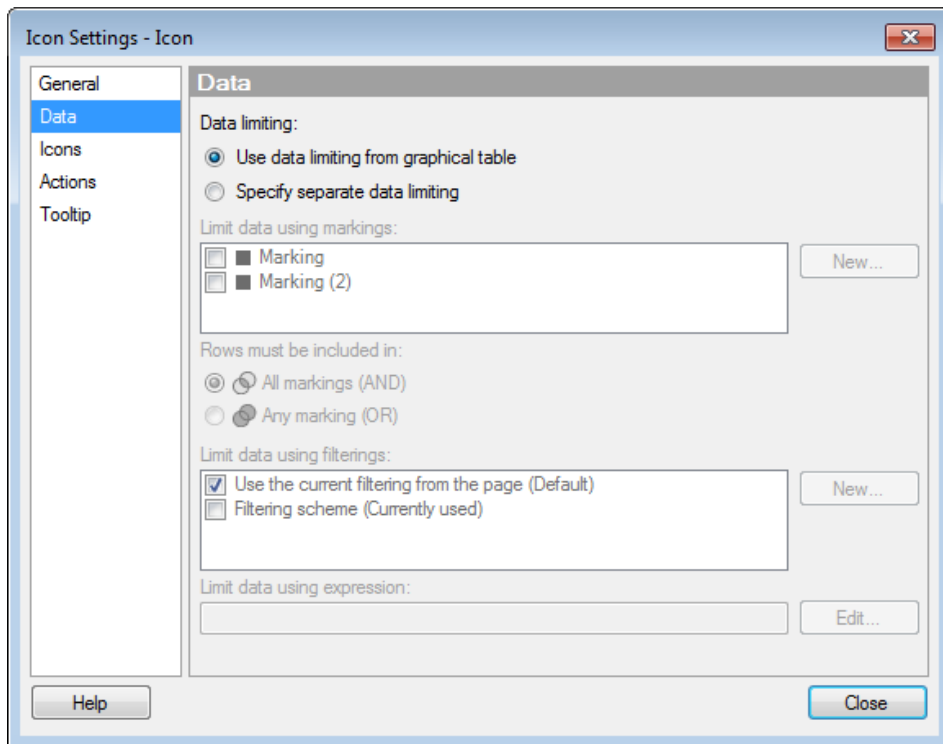 Icon Settings - Icon
General
Data
Icons
Actions
Tooltip
Data
Data limiting:
Use data limiting from graphical table
Specify separate data limiting
Limit data using markings:
Marking
Marking (2)
New...
Rows must be included in:
All markings (AND)
Any marking (OR)
Limit data using filterings:
Use the current filtering from the page (Default)
Filtering scheme (Currently used)
New...
Limit data using expression:
Edit...
Help
Close